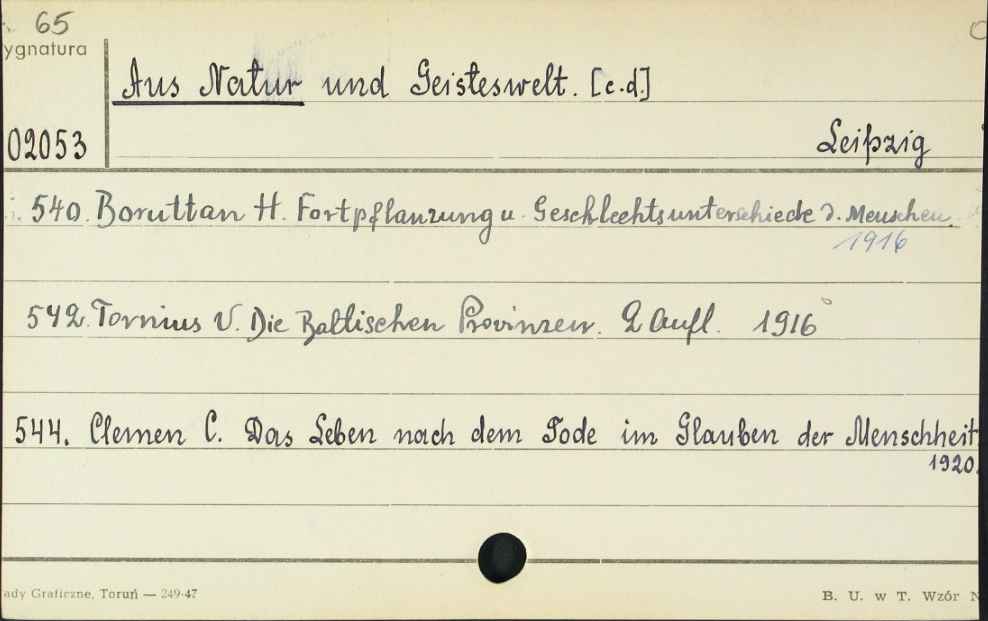 65
ygnatura
Aus Natur und Geisteswelt. [c.d.]
02053
Leipzig
540. Boruttan H. Fortpflanzung u. Geschlechtsunterschiede d. Menschen.
1916
542. Tornius V. Die Baltischen Provinzen. 2 Aufl. 1916
544. Clemen C. Das Leben nach dem Tode im Glauben der Menschheit
1920.
ady Graficzne, Toruń — 249-47
B. U. w T. Wzór N